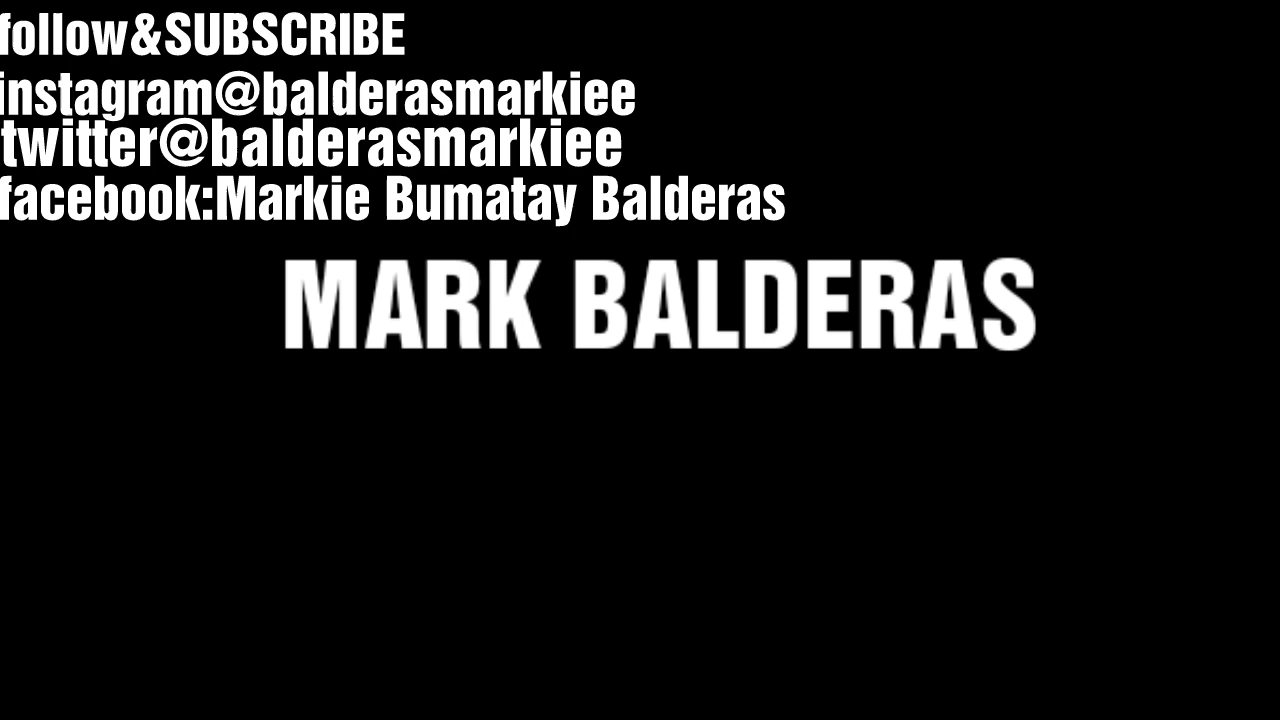 follow&SUBSCRIBE
instagram@balderasmarkiee
twitter@balderasmarkiee
facebook:Markie Bumatay Balderas
MARK BALDERAS